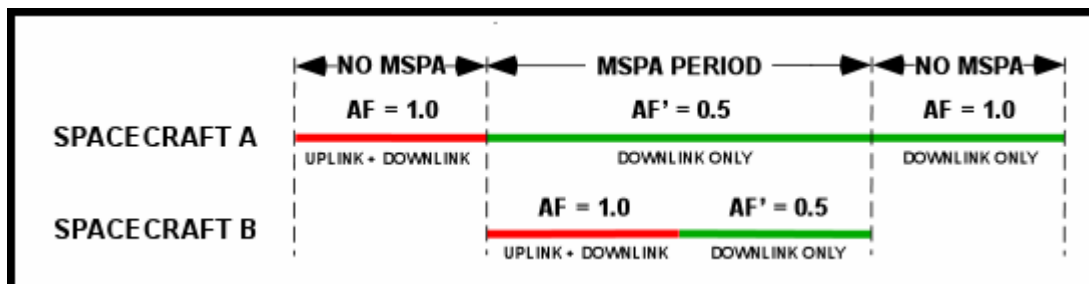 NO MSPA MSPA PERIOD NO MSPA
AF = 1.0 AF' = 0.5 AF = 1.0
SPACECRAFT A
UPLINK + DOWNLINK DOWNLINK ONLY DOWNLINK ONLY
AF = 1.0 AF' = 0.5
SPACECRAFT B
UPLINK + DOWNLINK DOWNLINK ONLY